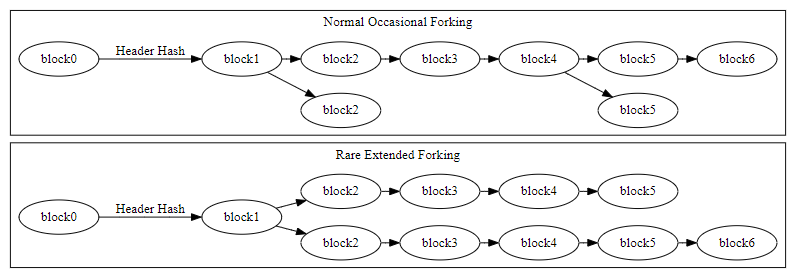 Normal Occasional Forking
block0 Header Hash block1 block2 block3 block4 block5 block6
block2 block5
Rare Extended Forking
block2 block3 block4 block5
block0 Header Hash block1
block2 block3 block4 block5 block6